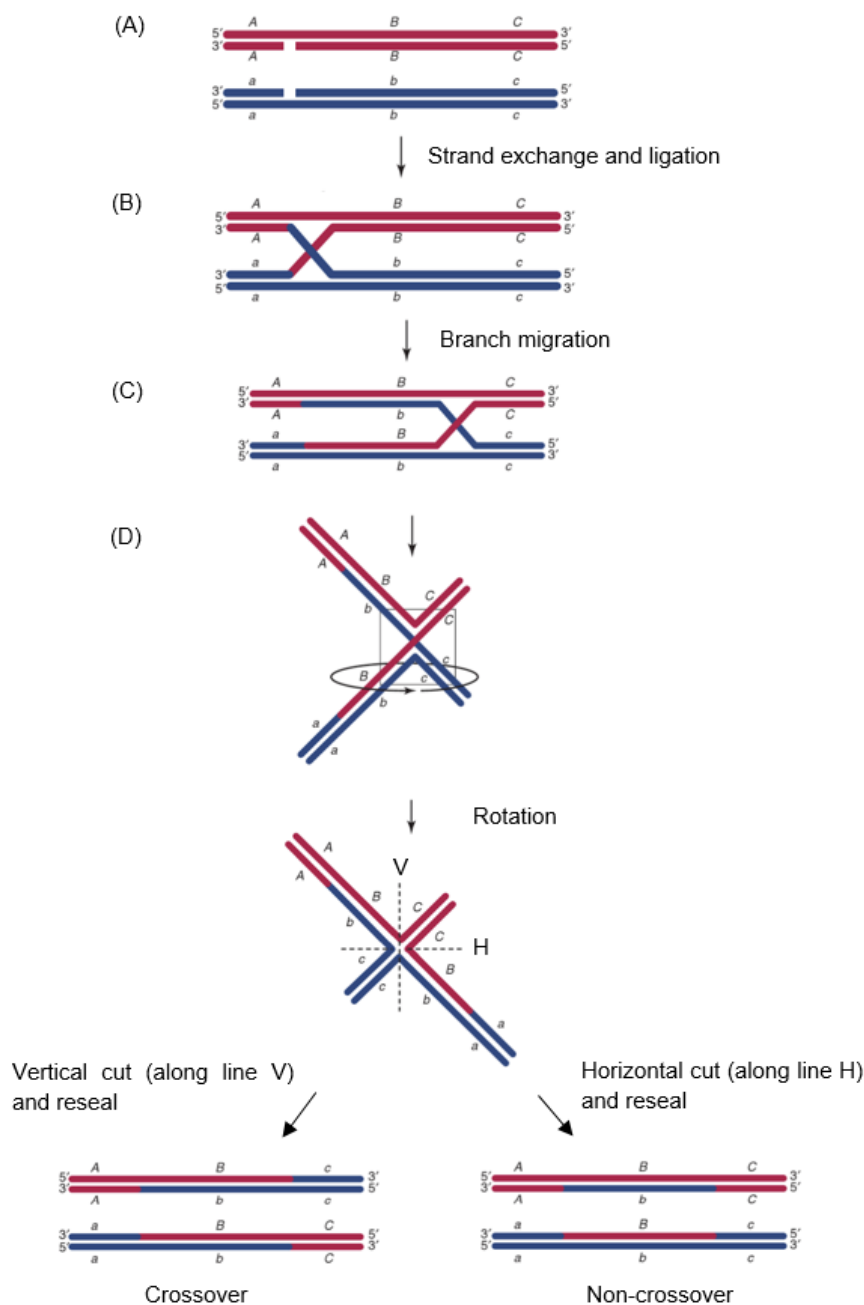 (A)
A B C
5′ 3′
3′ 5′
A B C
a b c
3′ 5′
5′ 3′
a b c
Strand exchange and ligation
(B)
A B C
5′ 3′
3′ 5′
A B C
a b c
3′ 5′
5′ 3′
a b c
Branch migration
(C)
A B C
5′ 3′
3′ 5′
A b C
a B c
3′ 5′
5′ 3′
a b c
(D)
A
A
B
C
b
C
c
B
c
b
a
a
Rotation
V
A
A
B
C
b
C
H
c
B
c
b
a
a
Vertical cut (along line V)
and reseal
Horizontal cut (along line H)
and reseal
A B c
5′ 3′
3′ 5′
A b c
a B C
3′ 5′
5′ 3′
a b C
Crossover
A B C
5′ 3′
3′ 5′
A b C
a B c
3′ 5′
5′ 3′
a b c
Non-crossover